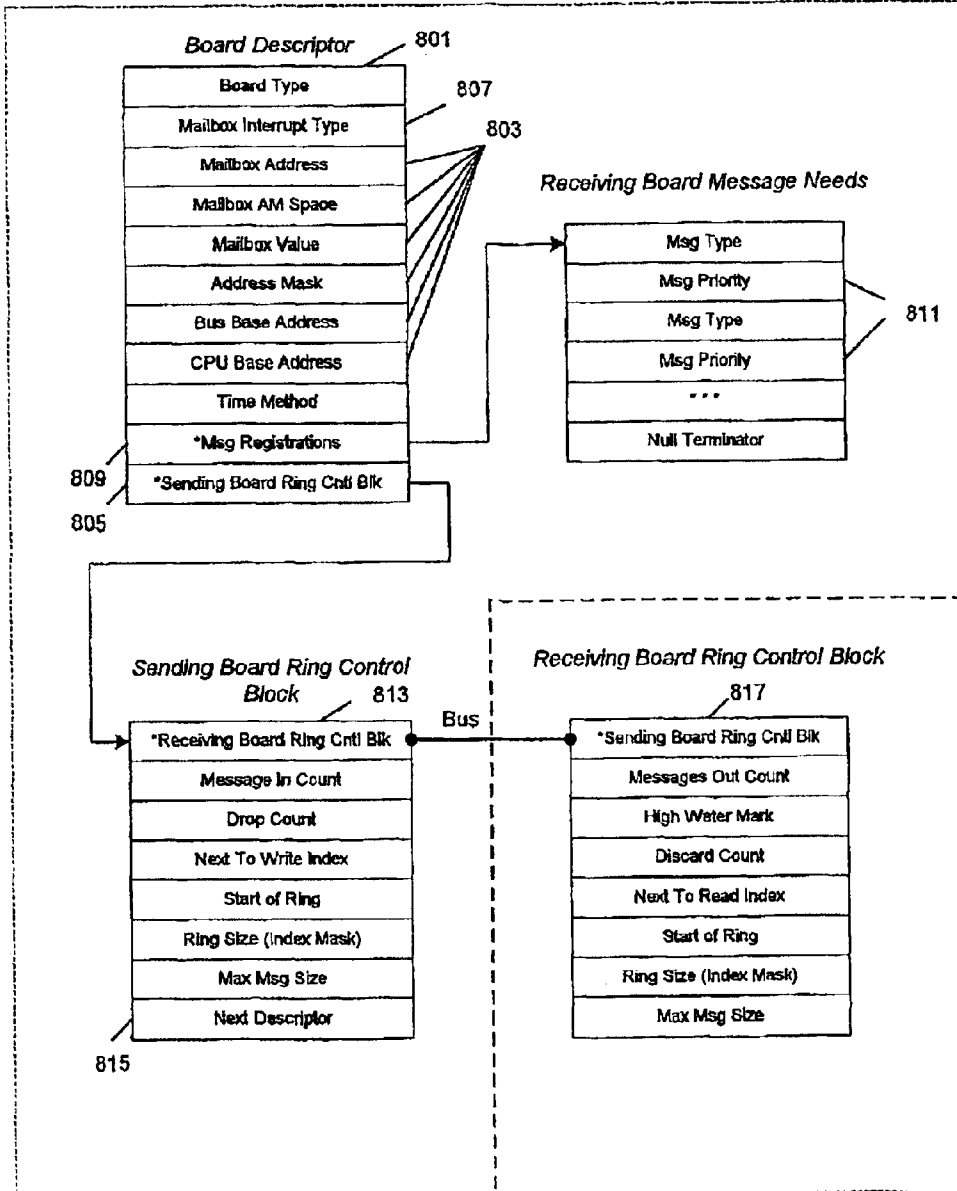 Board Descriptor
801
Board Type
807
Mailbox Interrupt Type
803
Mailbox Address
Mailbox AM Space
Mailbox Value
Address Mask
Bus Base Address
CPU Base Address
Time Method
*Msg Registrations
809
*Sending Board Ring Cntl Blk
805
Receiving Board Message Needs
Msg Type
Msg Priority
811
Msg Type
Msg Priority
* * *
Null Terminator
Sending Board Ring Control
Block
813
*Receiving Board Ring Cntl Blk
Message In Count
Drop Count
Next To Write Index
Start of Ring
Ring Size (Index Mask)
Max Msg Size
Next Descriptor
815
Bus
Receiving Board Ring Control Block
817
*Sending Board Ring Cntl Blk
Messages Out Count
High Water Mark
Discard Count
Next To Read Index
Start of Ring
Ring Size (Index Mask)
Max Msg Size